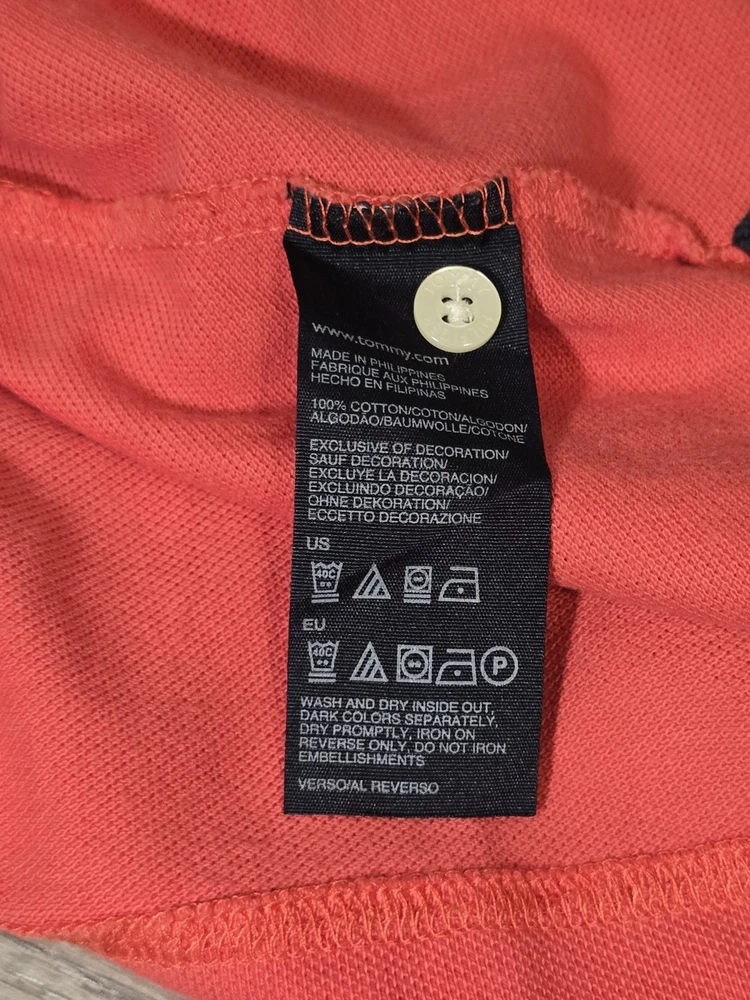 TOMMY
www.tommy.com
MADE IN PHILIPPINES
FABRIQUE AUX PHILIPPINES
HECHO EN FILIPINAS
100% COTTON/COTON/ALGODON/
ALGODÃO/BAUMWOLLE/COTONE
EXCLUSIVE OF DECORATION/
SAUF DECORATION/
EXCLUYE LA DECORACION/
EXCLUINDO DECORAÇÃO/
OHNE DEKORATION/
ECCETTO DECORAZIONE
US
40C
EU
40C P
WASH AND DRY INSIDE OUT,
DARK COLORS SEPARATELY,
DRY PROMPTLY, IRON ON
REVERSE ONLY, DO NOT IRON
EMBELLISHMENTS
VERSO/AL REVERSO